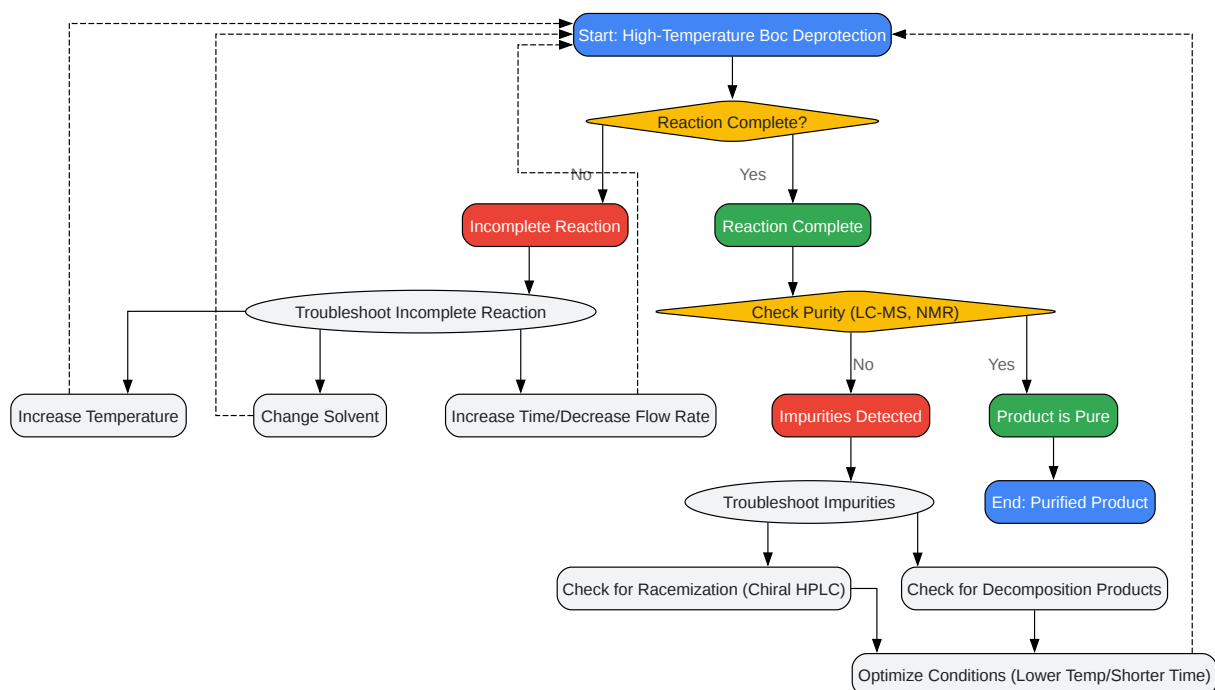 Start: High-Temperature Boc Deprotection
Reaction Complete?
No
Yes
Incomplete Reaction
Reaction Complete
Troubleshoot Incomplete Reaction
Check Purity (LC-MS, NMR)
No
Yes
Increase Temperature
Change Solvent
Increase Time/Decrease Flow Rate
Impurities Detected
Product is Pure
Troubleshoot Impurities
End: Purified Product
Check for Racemization (Chiral HPLC)
Check for Decomposition Products
Optimize Conditions (Lower Temp/Shorter Time)